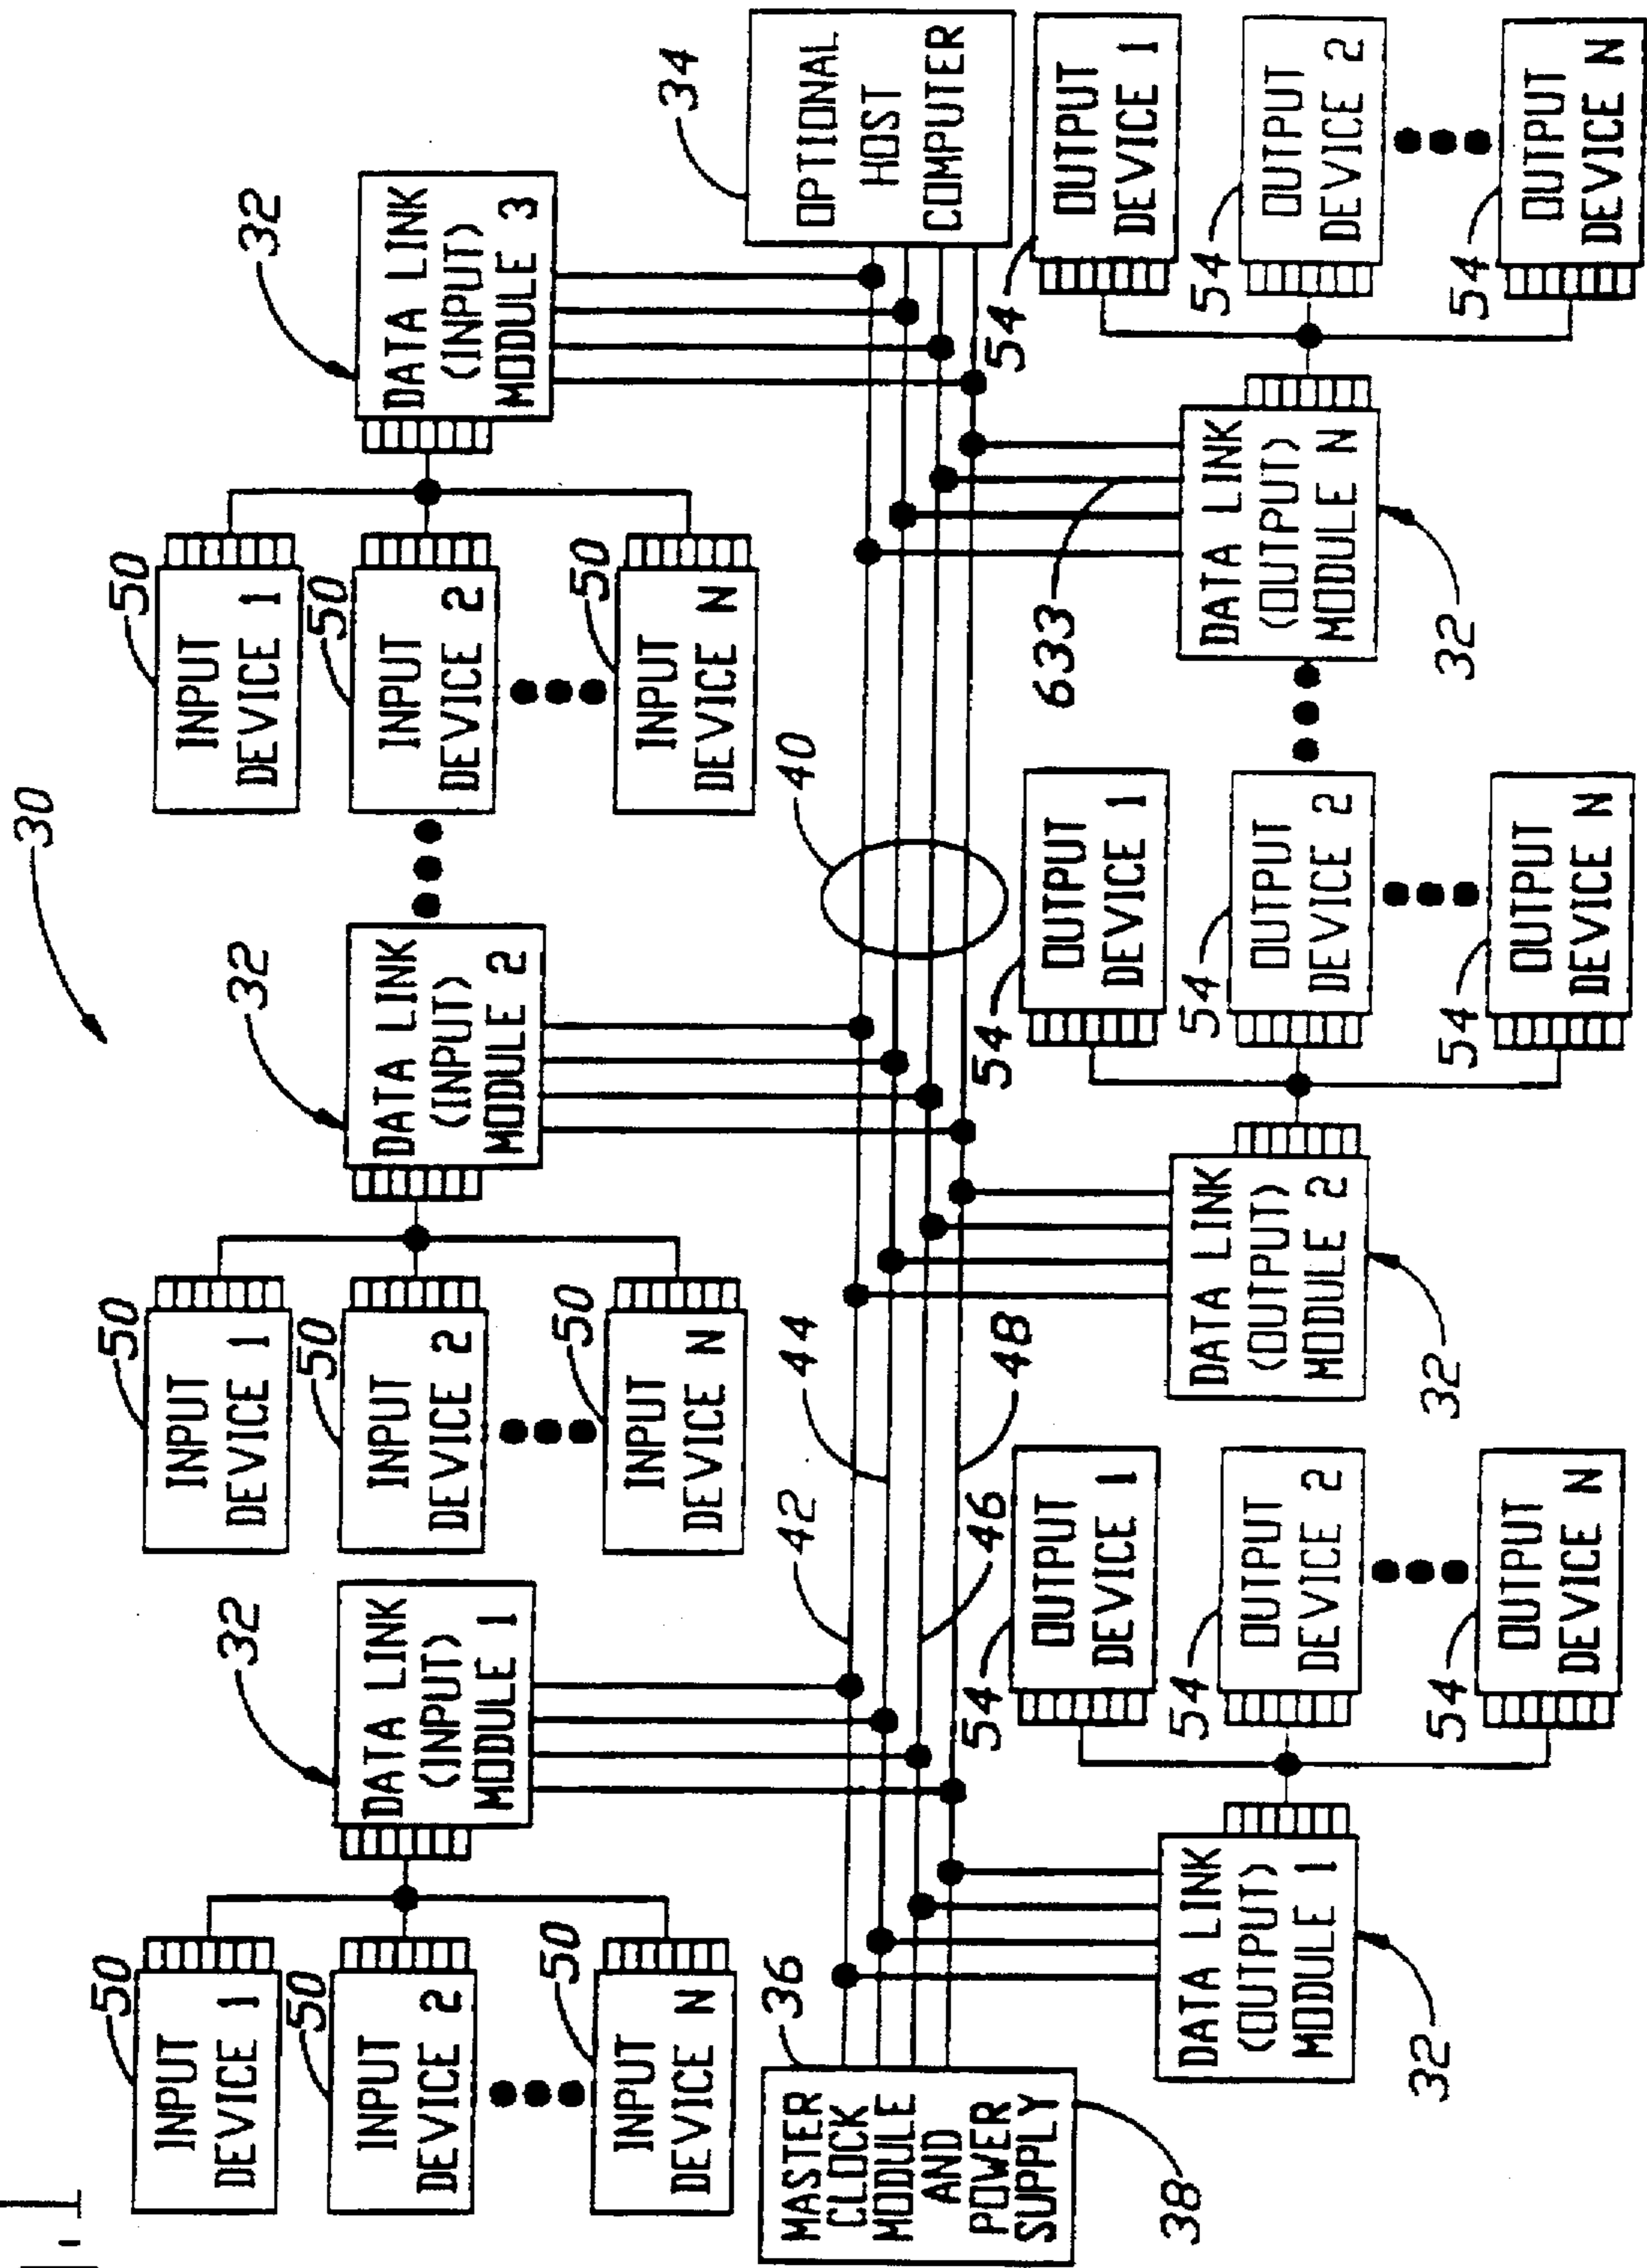 30
32
32
32
DATA LINK
(INPUT)
MODULE 1
DATA LINK
(INPUT)
MODULE 2
DATA LINK
(INPUT)
MODULE 3
50
INPUT
DEVICE 1
50
INPUT
DEVICE 2
50
INPUT
DEVICE N
50
INPUT
DEVICE 1
50
INPUT
DEVICE 2
50
INPUT
DEVICE N
50
INPUT
DEVICE 1
50
INPUT
DEVICE 2
50
INPUT
DEVICE N
36
MASTER
CLOCK
MODULE
AND
POWER
SUPPLY
38
42
44
46
48
40
34
OPTIONAL
HOST
COMPUTER
633
DATA LINK
(OUTPUT)
MODULE 1
32
54
OUTPUT
DEVICE 1
54
OUTPUT
DEVICE 2
54
OUTPUT
DEVICE N
DATA LINK
(OUTPUT)
MODULE 2
32
54
OUTPUT
DEVICE 1
54
OUTPUT
DEVICE 2
54
OUTPUT
DEVICE N
DATA LINK
(OUTPUT)
MODULE N
32
54
OUTPUT
DEVICE 1
54
OUTPUT
DEVICE 2
54
OUTPUT
DEVICE N